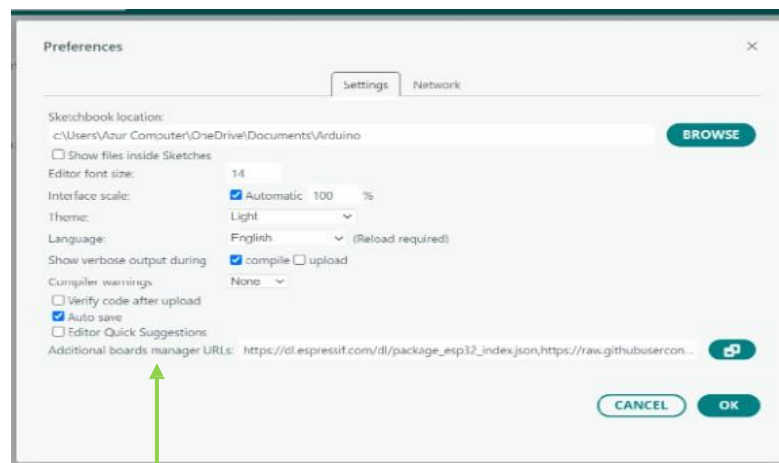 Preferences
Settings Network
Sketchbook location:
c:\Users\Azur Computer\OneDrive\Documents\Arduino
BROWSE
Show files inside Sketches
Editor font size: 14
Interface scale: Automatic 100 %
Theme: Light
Language: English (Reload required)
Show verbose output during compile upload
Compiler warnings None
Verify code after upload
Auto save
Editor Quick Suggestions
Additional boards manager URLs: https://dl.espressif.com/dl/package_esp32_index.json,https://raw.githubusercon...
CANCEL OK